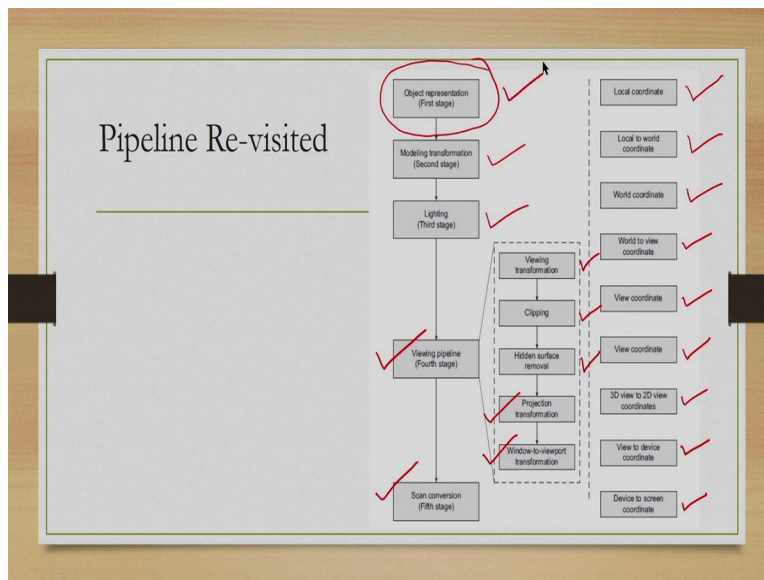 Pipeline Re-visited
Object representation
(First stage)
Modeling transformation
(Second stage)
Lighting
(Third stage)
Viewing pipeline
(Fourth stage)
Scan conversion
(Fifth stage)
Viewing
transformation
Clipping
Hidden surface
removal
Projection
transformation
Window-to-viewport
transformation
Local coordinate
Local to world
coordinate
World coordinate
World to view
coordinate
View coordinate
View coordinate
3D view to 2D view
coordinates
View to device
coordinate
Device to screen
coordinate